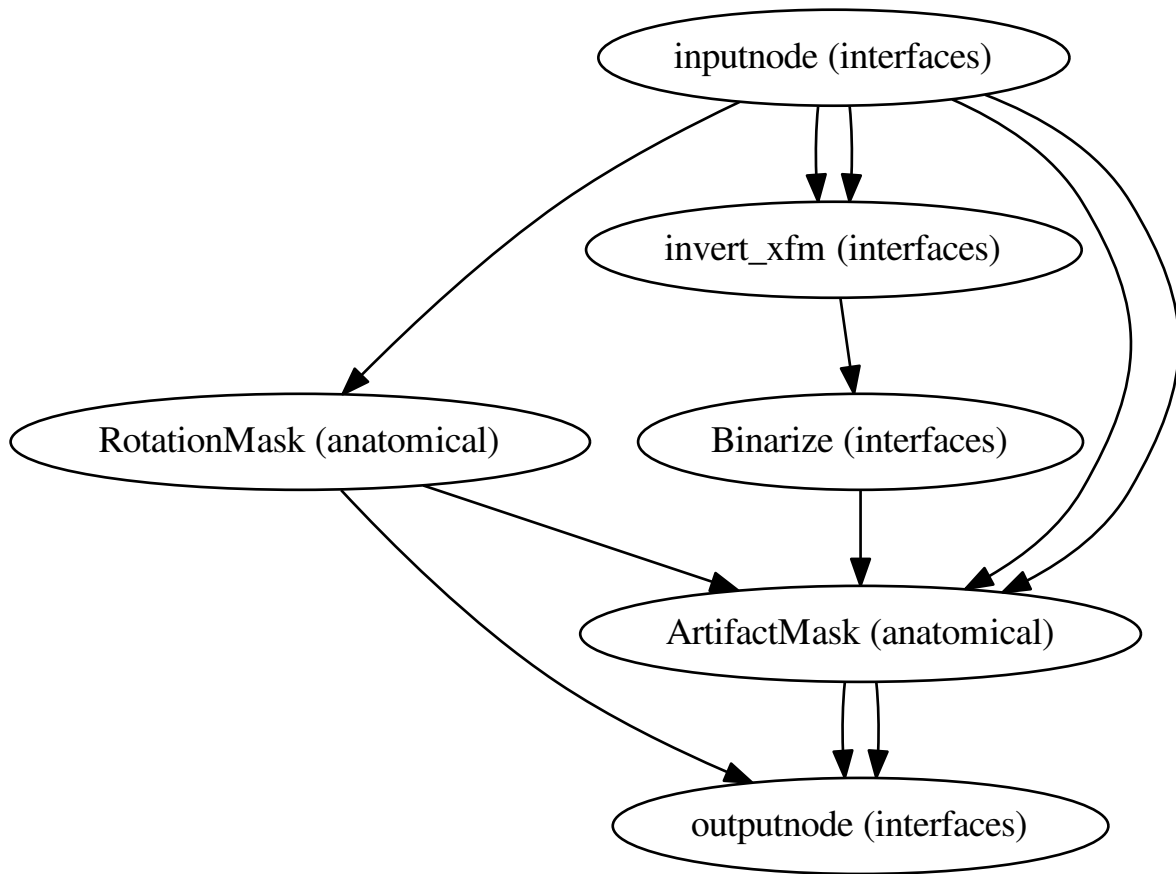 inputnode (interfaces)
invert_xfm (interfaces)
RotationMask (anatomical)
Binarize (interfaces)
ArtifactMask (anatomical)
outputnode (interfaces)